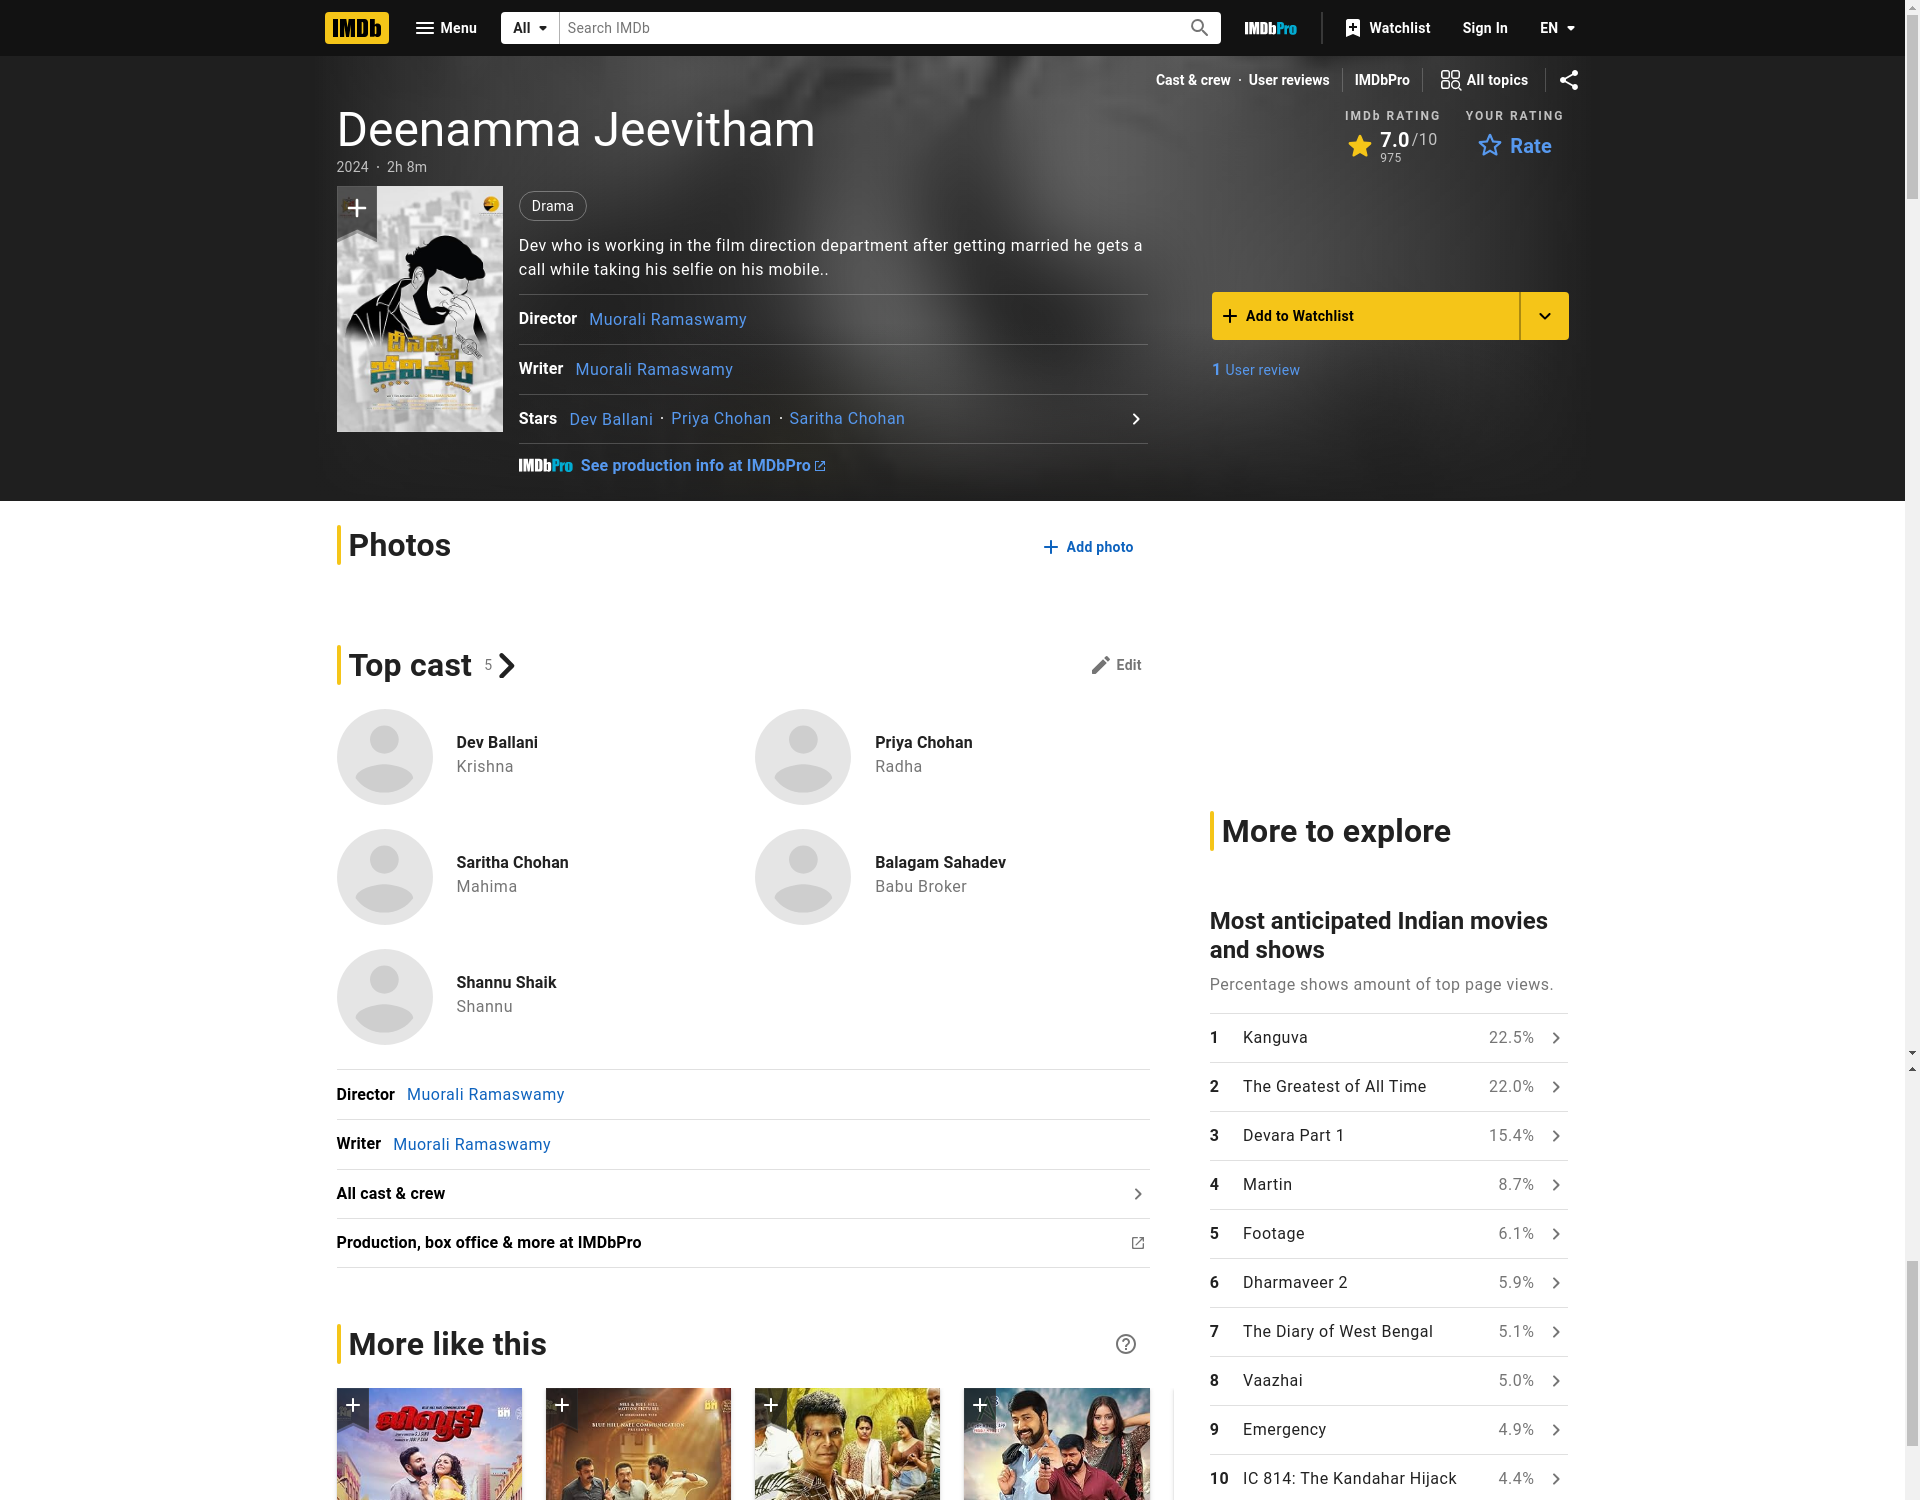 IMDb
Menu
All
Search IMDb
IMDbPro
Watchlist
Sign In
EN
Cast & crew · User reviews
IMDbPro
All topics
Deenamma Jeevitham
2024 · 2h 8m
IMDb RATING
7.0/10
975
YOUR RATING
Rate
Drama
Dev who is working in the film direction department after getting married he gets a
call while taking his selfie on his mobile..
Director Muorali Ramaswamy
Writer Muorali Ramaswamy
Stars Dev Ballani · Priya Chohan · Saritha Chohan
IMDbPro See production info at IMDbPro
Add to Watchlist
1 User review
Photos
Add photo
Top cast 5
Edit
Dev Ballani
Krishna
Priya Chohan
Radha
Saritha Chohan
Mahima
Balagam Sahadev
Babu Broker
Shannu Shaik
Shannu
Director Muorali Ramaswamy
Writer Muorali Ramaswamy
All cast & crew
Production, box office & more at IMDbPro
More like this
BLUE HILL NAIL COMMUNICATION
More to explore
Most anticipated Indian movies
and shows
Percentage shows amount of top page views.
1 Kanguva 22.5%
2 The Greatest of All Time 22.0%
3 Devara Part 1 15.4%
4 Martin 8.7%
5 Footage 6.1%
6 Dharmaveer 2 5.9%
7 The Diary of West Bengal 5.1%
8 Vaazhai 5.0%
9 Emergency 4.9%
10 IC 814: The Kandahar Hijack 4.4%